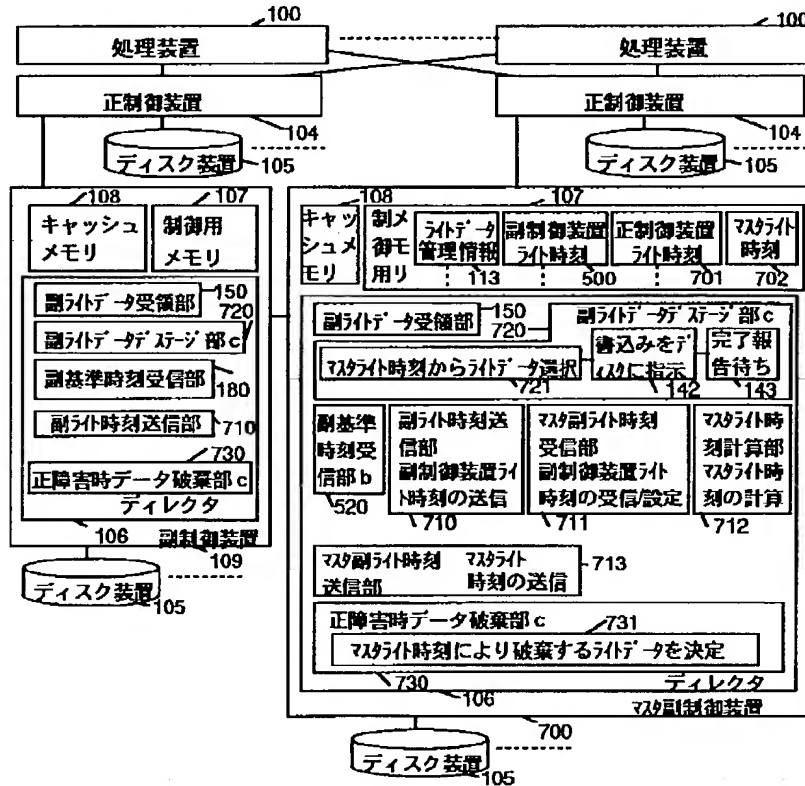 100
処理装置
100
処理装置
正制御装置
104
正制御装置
104
ディスク装置
105
ディスク装置
105
108
107
キャッシュ
メモリ
制御用
メモリ
150
副ライトデータ受領部
720
副ライトデータデステージ部c
副基準時刻受信部
180
副ライト時刻送信部
710
730
正障害時データ破棄部c
ディレクタ
106
副制御装置
109
ディスク装置
105
108
107
キャッ
シュメ
モリ
制メ
御モ
用リ
ライトデータ
管理情報
113
副制御装置
ライト時刻
500
正制御装置
ライト時刻
701
マスタライト
時刻
702
副ライトデータ受領部
150
720
副ライトデータデステージ部c
マスタライト時刻からライトデータ選択
721
書込みをデ
ィスクに指示
142
完了報
告待ち
143
副基準
時刻受
信部b
520
副ライト時刻送
信部
副制御装置ライ
ト時刻の送信
710
マスタ副ライト時刻
受信部
副制御装置ライト
時刻の受信/設定
711
マスタライト時
刻計算部
マスタライト時
刻の計算
712
マスタ副ライト時刻
送信部
マスタライト
時刻の送信
713
正障害時データ破棄部c
731
マスタライト時刻により破棄するライトデータを決定
730
ディレクタ
106
マスタ副制御装置
700
ディスク装置
105